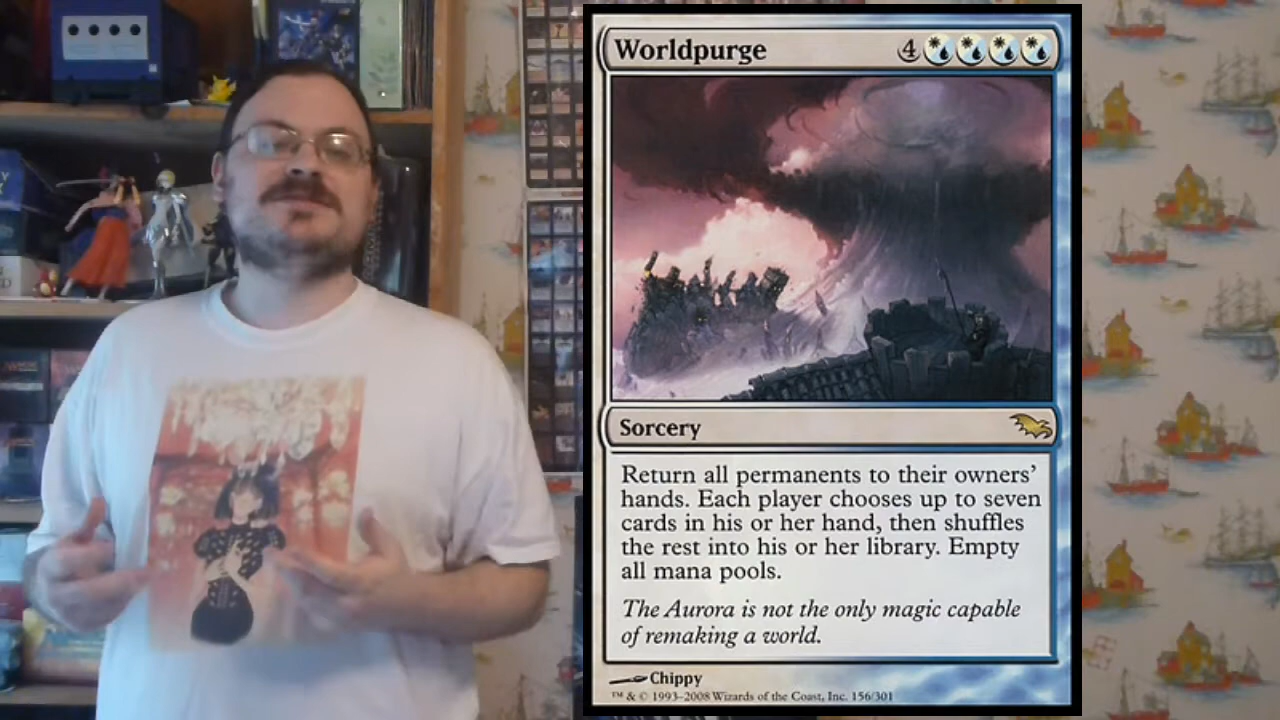 Worldpurge 4
Sorcery
Return all permanents to their owners'
hands. Each player chooses up to seven
cards in his or her hand, then shuffles
the rest into his or her library. Empty
all mana pools.
The Aurora is not the only magic capable
of remaking a world.
Chippy
™ & © 1993–2008 Wizards of the Coast, Inc. 156/301